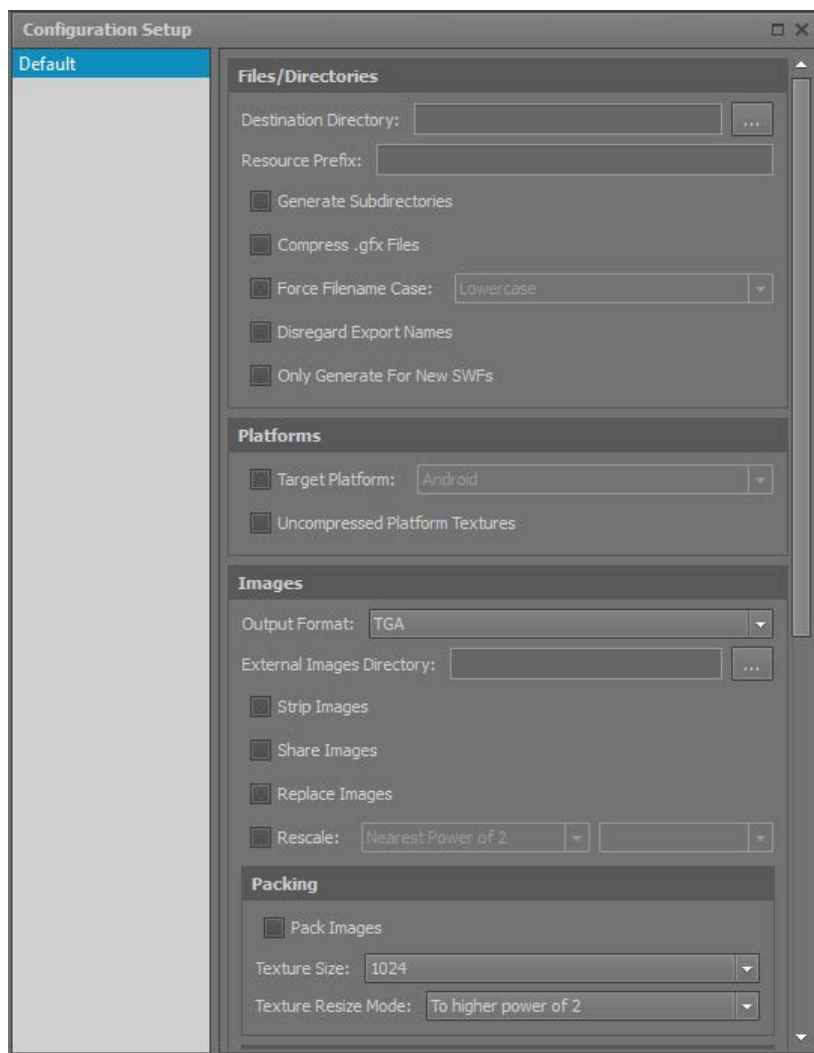 Configuration Setup
Default
Files/Directories
Destination Directory:
...
Resource Prefix:
Generate Subdirectories
Compress .gfx Files
Force Filename Case: Lowercase
Disregard Export Names
Only Generate For New SWFs
Platforms
Target Platform: Android
Uncompressed Platform Textures
Images
Output Format: TGA
External Images Directory:
...
Strip Images
Share Images
Replace Images
Rescale: Nearest Power of 2
Packing
Pack Images
Texture Size: 1024
Texture Resize Mode: To higher power of 2